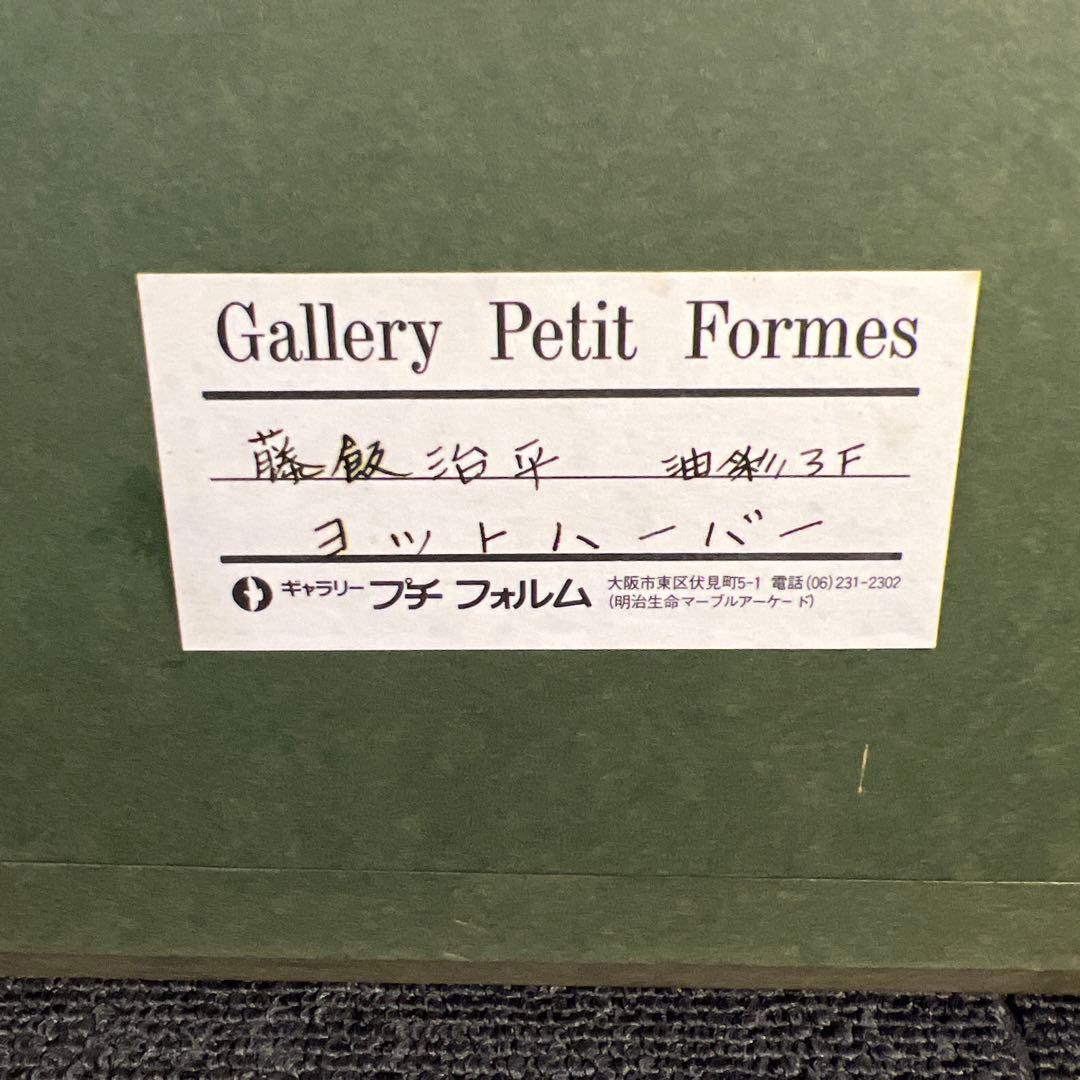 Gallery Petit Formes
藤飯治平 油彩3F
ヨットハーバー
ギャラリー プチ フォルム 大阪市東区伏見町5-1 電話(06)231-2302
(明治生命マーブルアーケード)